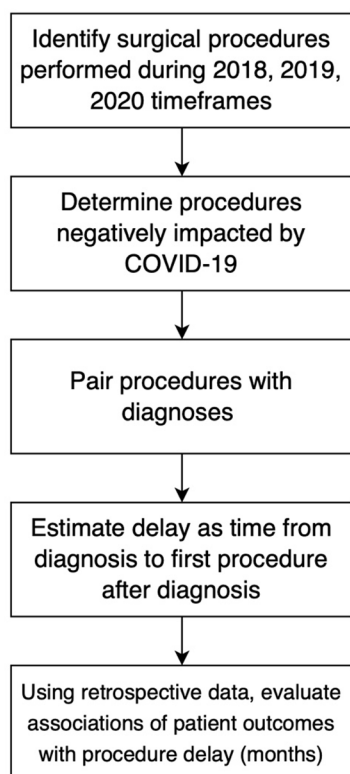 Identify surgical procedures
performed during 2018, 2019,
2020 timeframes
Determine procedures
negatively impacted by
COVID-19
Pair procedures with
diagnoses
Estimate delay as time from
diagnosis to first procedure
after diagnosis
Using retrospective data, evaluate
associations of patient outcomes
with procedure delay (months)